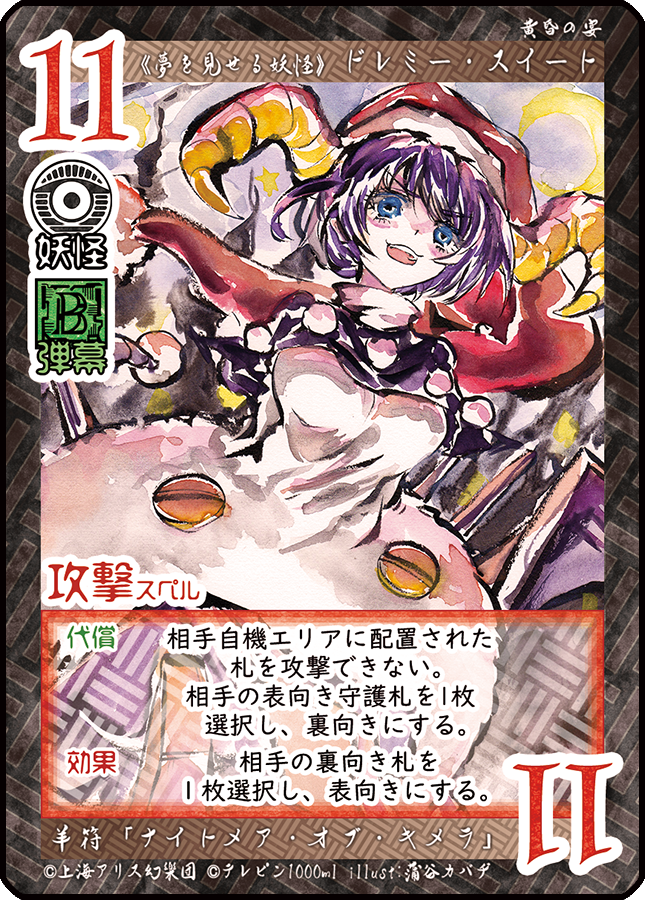 黄昏の宴
11
《夢を見せる妖怪》 ドレミー・スイート
妖怪
B
弾幕
攻撃スペル
代償
相手自機エリアに配置された
札を攻撃できない。
相手の表向き守護札を1枚
選択し、裏向きにする。
効果
相手の裏向き札を
1枚選択し、表向きにする。
11
羊符「ナイトメア・オブ・キメラ」
©上海アリス幻樂団 ©テレピン1000ml illust:蒲谷カバヂ